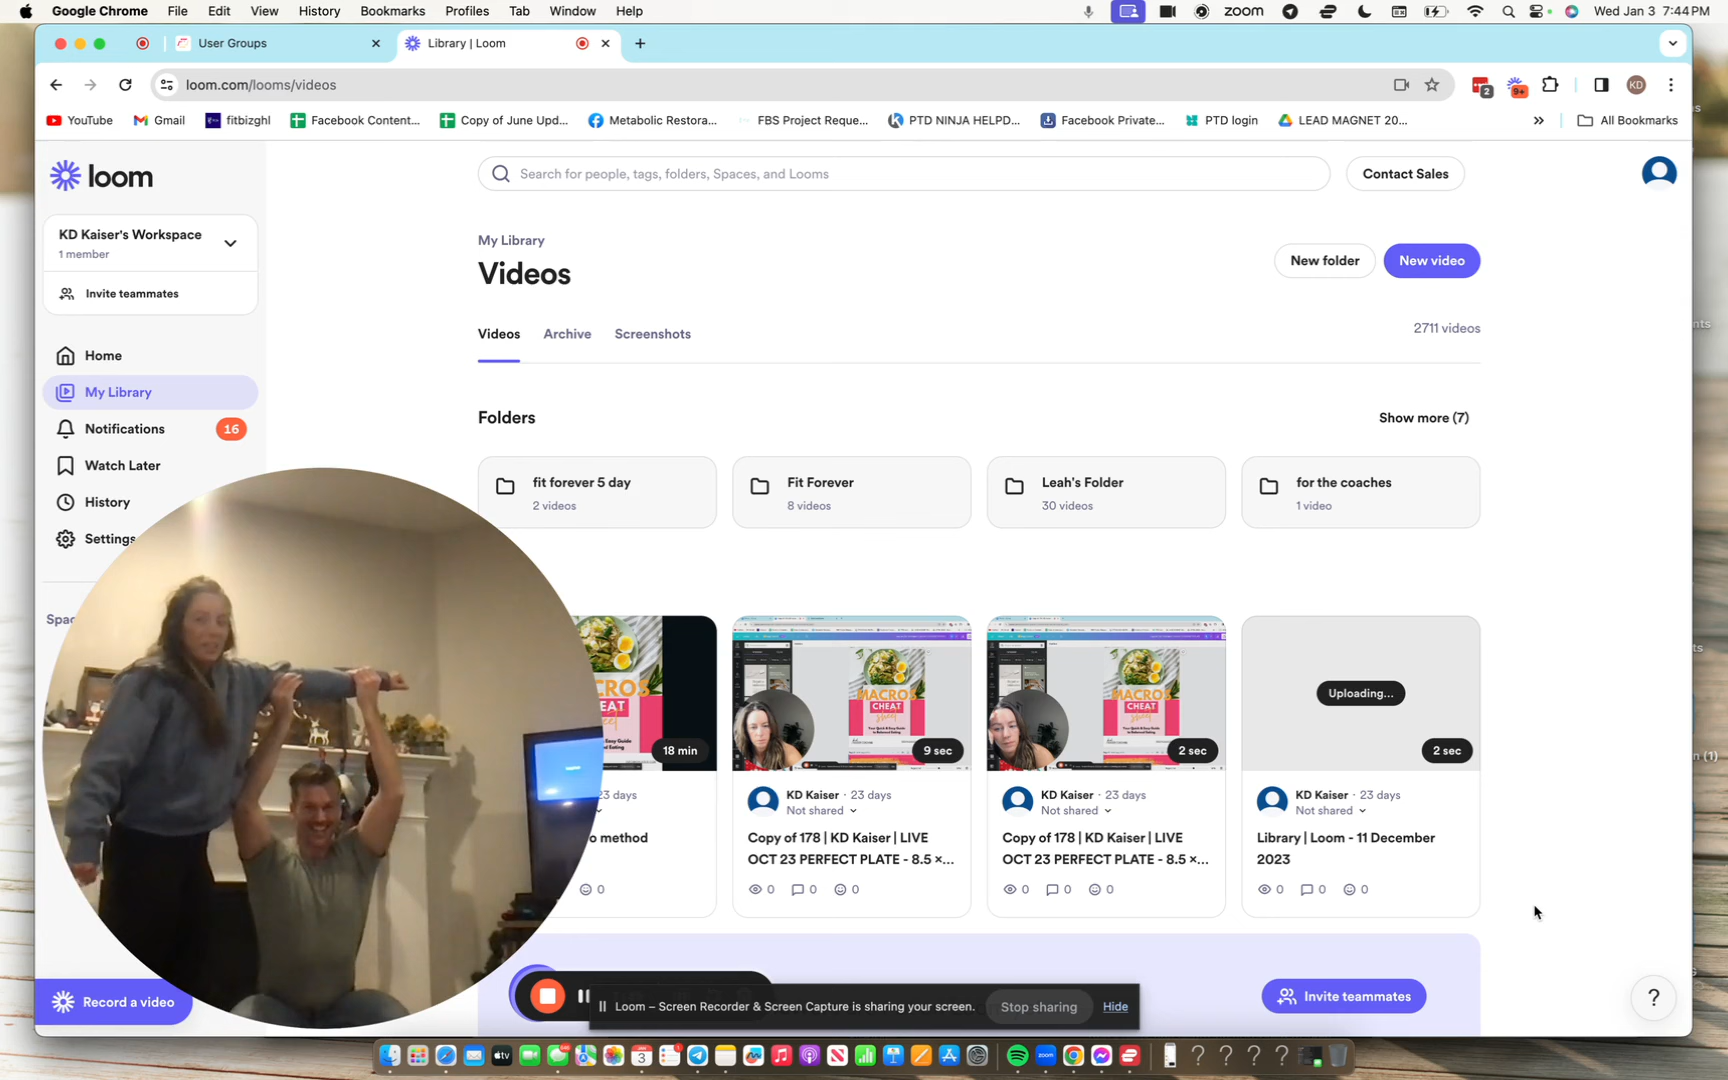 Google Chrome File Edit View History Bookmarks Profiles Tab Window Help
zoom Wed Jan 3 7:44 PM
User Groups
Library | Loom
loom.com/looms/videos
2
9+
KD
YouTube Gmail fitbizghl Facebook Content... Copy of June Upd... Metabolic Restora... FBS Project Reque... PTD NINJA HELPD... Facebook Private... PTD login LEAD MAGNET 20...
» All Bookmarks
loom
Search for people, tags, folders, Spaces, and Looms
Contact Sales
KD Kaiser's Workspace
1 member
Invite teammates
Home
My Library
Notifications 16
Watch Later
History
Settings
Spac
My Library
Videos
New folder
New video
Videos Archive Screenshots
2711 videos
Folders
Show more (7)
fit forever 5 day
2 videos
Fit Forever
8 videos
Leah's Folder
30 videos
for the coaches
1 video
MACROS
CHEAT
18 min
MACROS
CHEAT
9 sec
MACROS
CHEAT
2 sec
Uploading...
2 sec
23 days
o method
0
KD Kaiser · 23 days
Not shared
Copy of 178 | KD Kaiser | LIVE
OCT 23 PERFECT PLATE - 8.5 ×...
0 0 0
KD Kaiser · 23 days
Not shared
Copy of 178 | KD Kaiser | LIVE
OCT 23 PERFECT PLATE - 8.5 ×...
0 0 0
KD Kaiser · 23 days
Not shared
Library | Loom - 11 December
2023
0 0 0
Record a video
Loom – Screen Recorder & Screen Capture is sharing your screen.
Stop sharing
Hide
Invite teammates
?